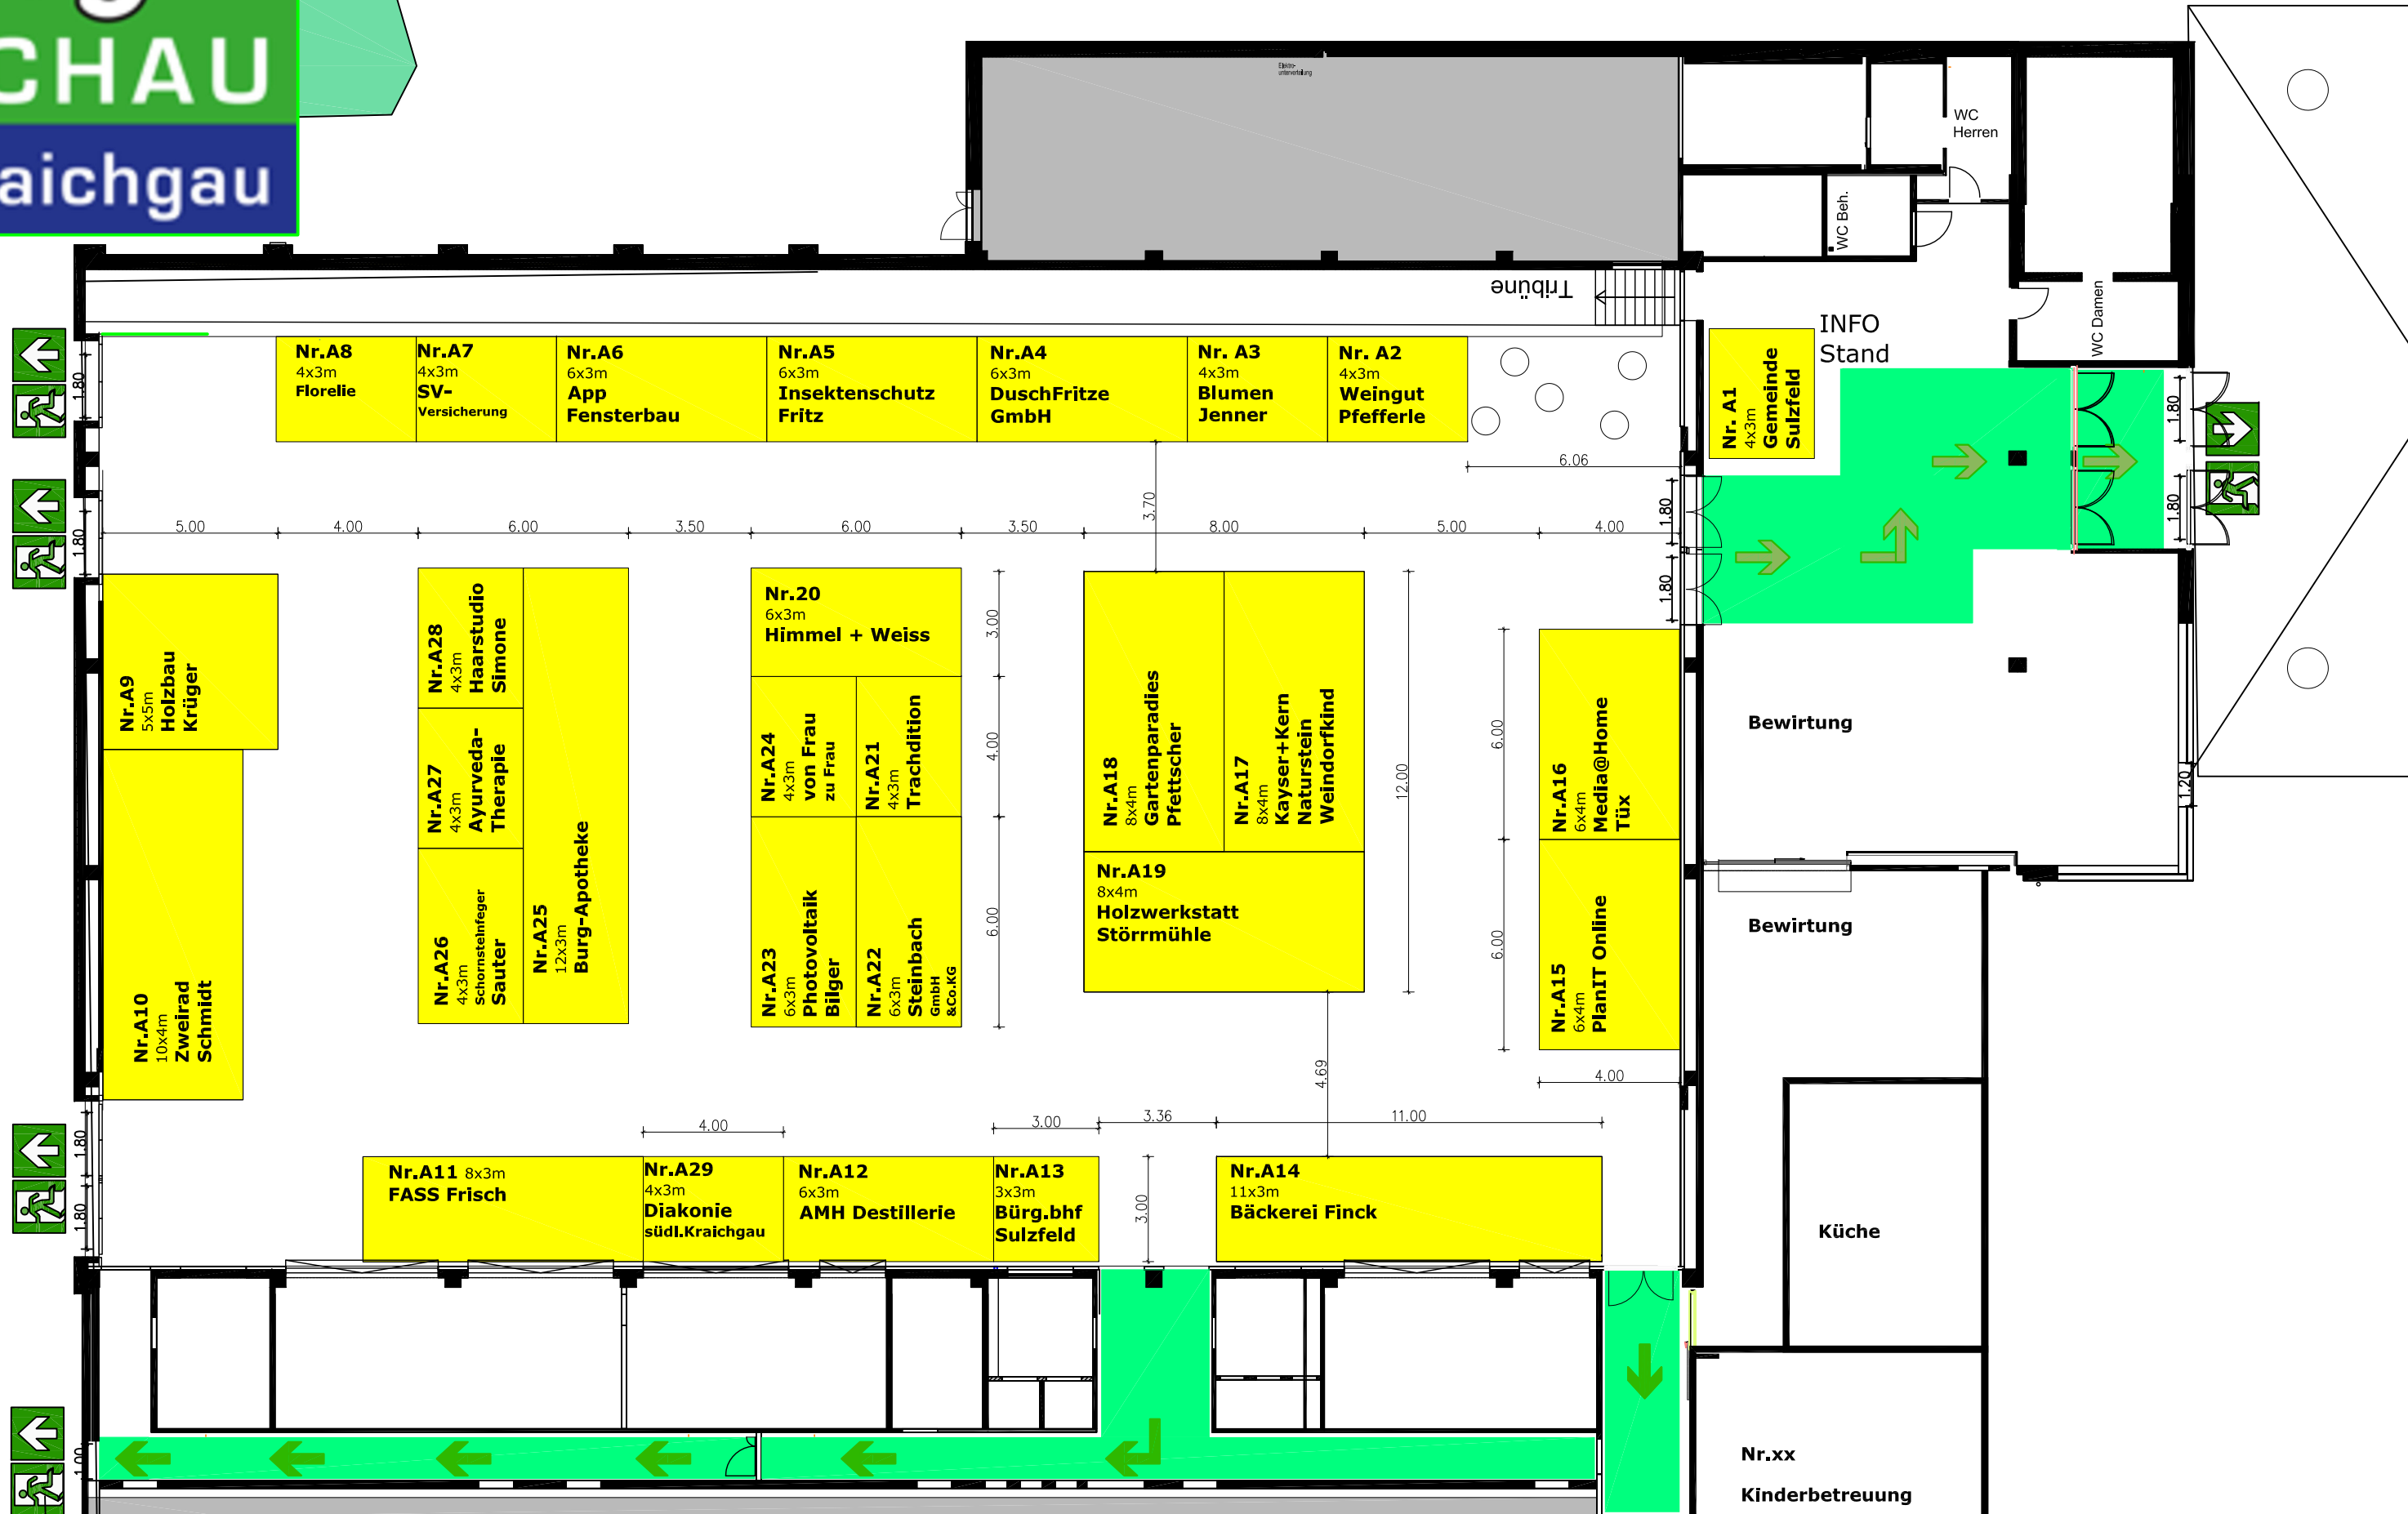 CHAU
aichgau
Elektro-
unterverteilung
WC
Herren
WC Beh.
WC Damen
Tribüne
INFO
Stand
Nr. A1
4x3m
Gemeinde
Sulzfeld
Nr.A8
4x3m
Florelie
Nr.A7
4x3m
SV-
Versicherung
Nr.A6
6x3m
App
Fensterbau
Nr.A5
6x3m
Insektenschutz
Fritz
Nr.A4
6x3m
DuschFritze
GmbH
Nr. A3
4x3m
Blumen
Jenner
Nr. A2
4x3m
Weingut
Pfefferle
1.80
1.80
6.06
3.70
1.80
1.80
1.80
1.80
5.00
4.00
6.00
3.50
6.00
3.50
8.00
5.00
4.00
Nr.A9
5x5m
Holzbau
Krüger
Nr.A10
10x4m
Zweirad
Schmidt
Nr.A28
4x3m
Haarstudio
Simone
Nr.A27
4x3m
Ayurveda-
Therapie
Nr.A26
4x3m
Schornsteinfeger
Sauter
Nr.A25
12x3m
Burg-Apotheke
Nr.20
6x3m
Himmel + Weiss
Nr.A24
4x3m
von Frau
zu Frau
Nr.A21
4x3m
Trachdition
Nr.A23
6x3m
Photovoltaik
Bilger
Nr.A22
6x3m
Steinbach
GmbH
&Co.KG
3.00
4.00
6.00
Nr.A18
8x4m
Gartenparadies
Pfettscher
Nr.A17
8x4m
Kayser+Kern
Naturstein
Weindorfkind
Nr.A19
8x4m
Holzwerkstatt
Störrmühle
12.00
6.00
6.00
Nr.A16
6x4m
Media@Home
Tüx
Nr.A15
6x4m
PlanIT Online
4.00
4.69
Bewirtung
1.20
Bewirtung
Küche
1.80
1.80
4.00
3.00
3.36
11.00
Nr.A11 8x3m
FASS Frisch
Nr.A29
4x3m
Diakonie
südl.Kraichgau
Nr.A12
6x3m
AMH Destillerie
Nr.A13
3x3m
Bürg.bhf
Sulzfeld
3.00
Nr.A14
11x3m
Bäckerei Finck
1.00
Nr.xx
Kinderbetreuung